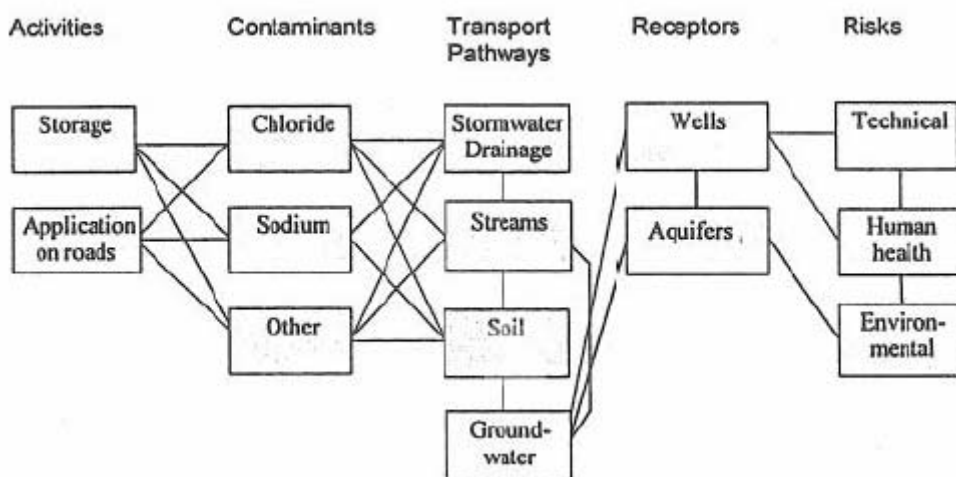 Activities
Contaminants
Transport
Pathways
Receptors
Risks
Storage
Application
on roads
Chloride
Sodium
Other
Stormwater
Drainage
Streams
Soil
Ground-
water
Wells
Aquifers
Technical
Human
health
Environ-
mental